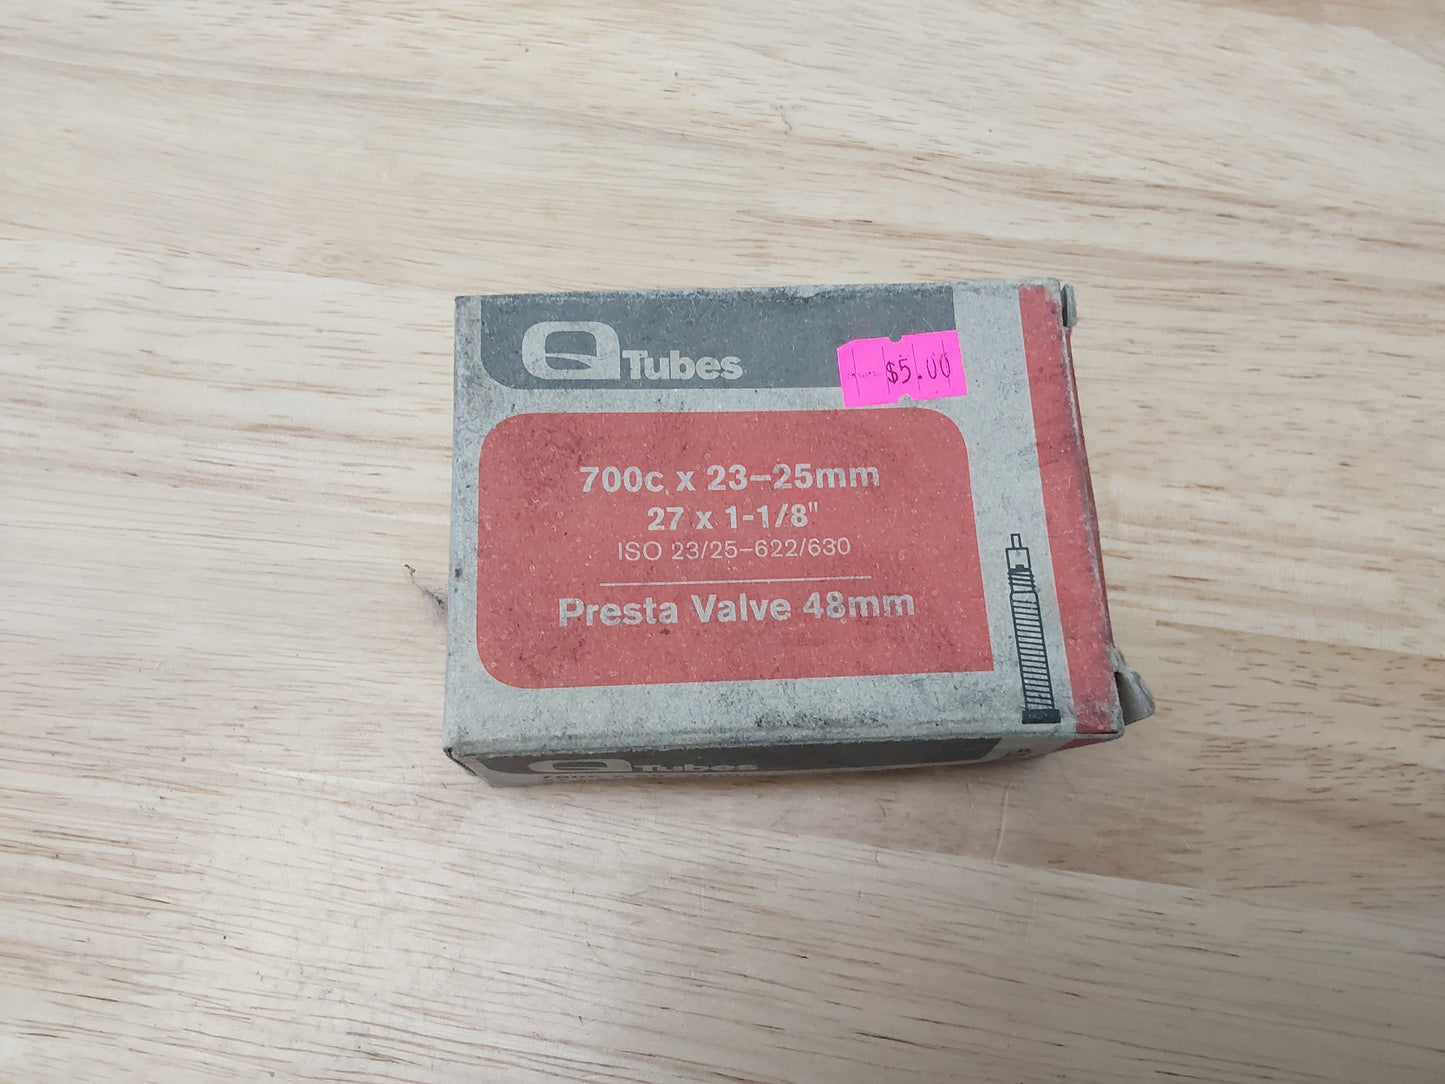 Q Tubes
$5.00
700c x 23–25mm
27 x 1-1/8"
ISO 23/25–622/630
Presta Valve 48mm
Q Tubes